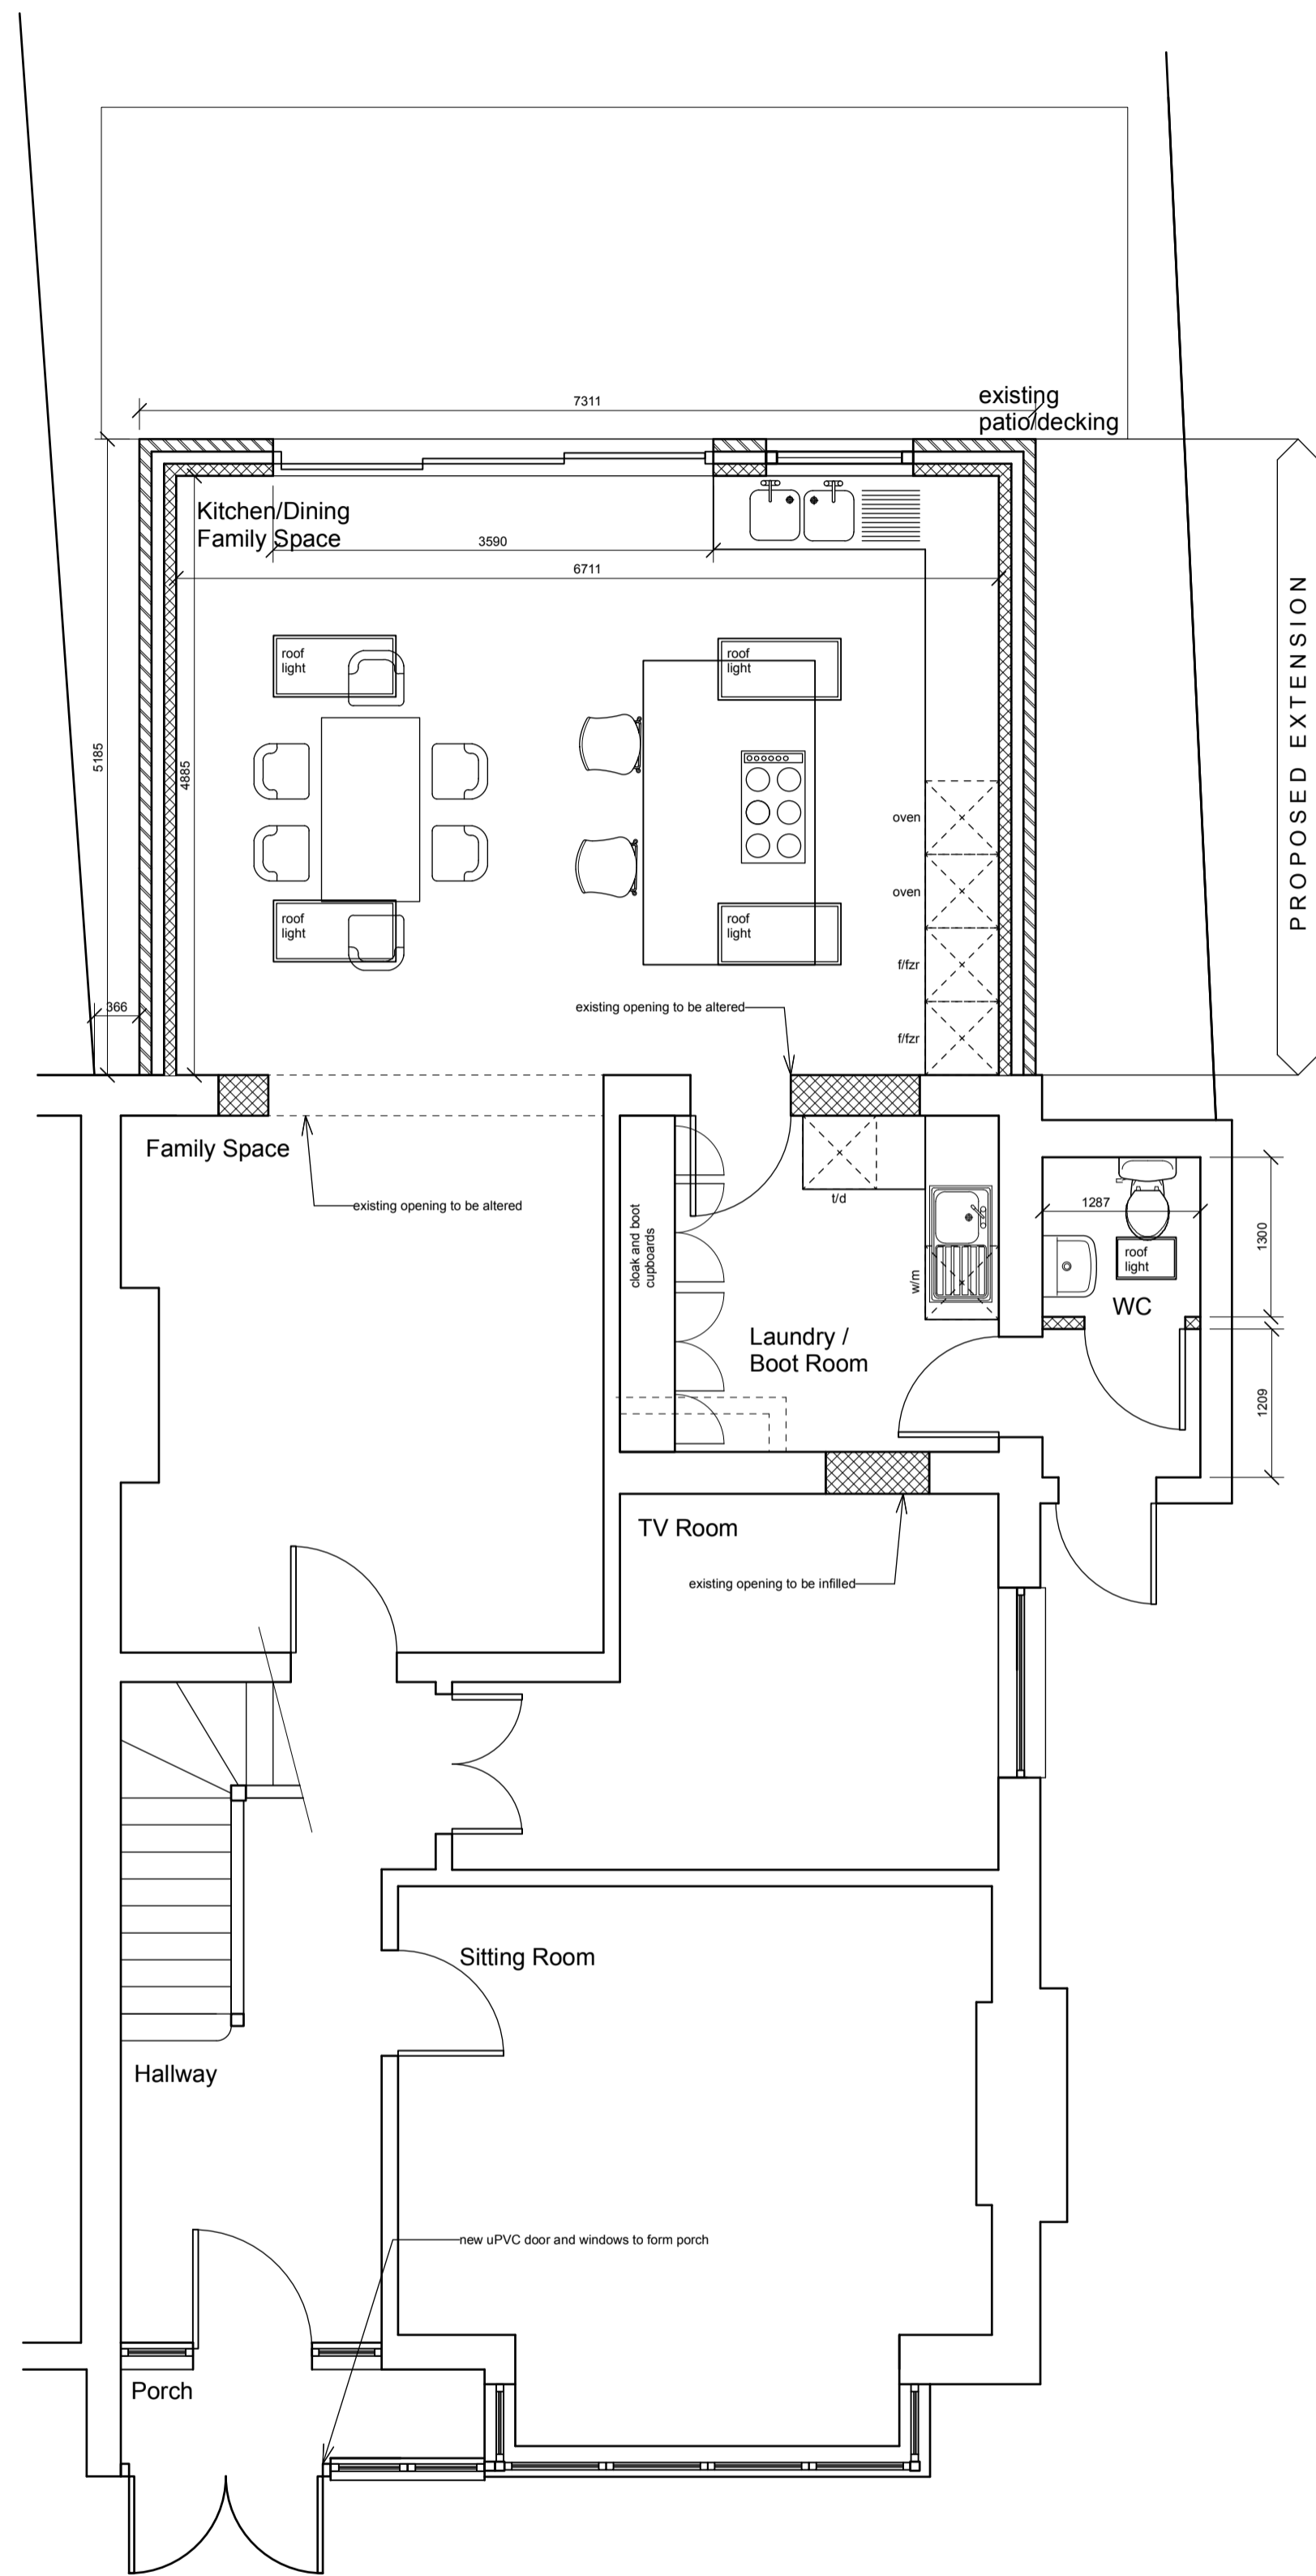 7311
existing
patio/decking
Kitchen/Dining
Family Space
3590
6711
PROPOSED EXTENSION
roof
light
roof
light
5185
4885
oven
oven
roof
light
roof
light
f/fzr
366
existing opening to be altered
f/fzr
Family Space
existing opening to be altered
cloak and boot
cupboards
t/d
1287
1300
roof
light
w/m
WC
Laundry /
Boot Room
1209
TV Room
existing opening to be infilled
Sitting Room
Hallway
new uPVC door and windows to form porch
Porch